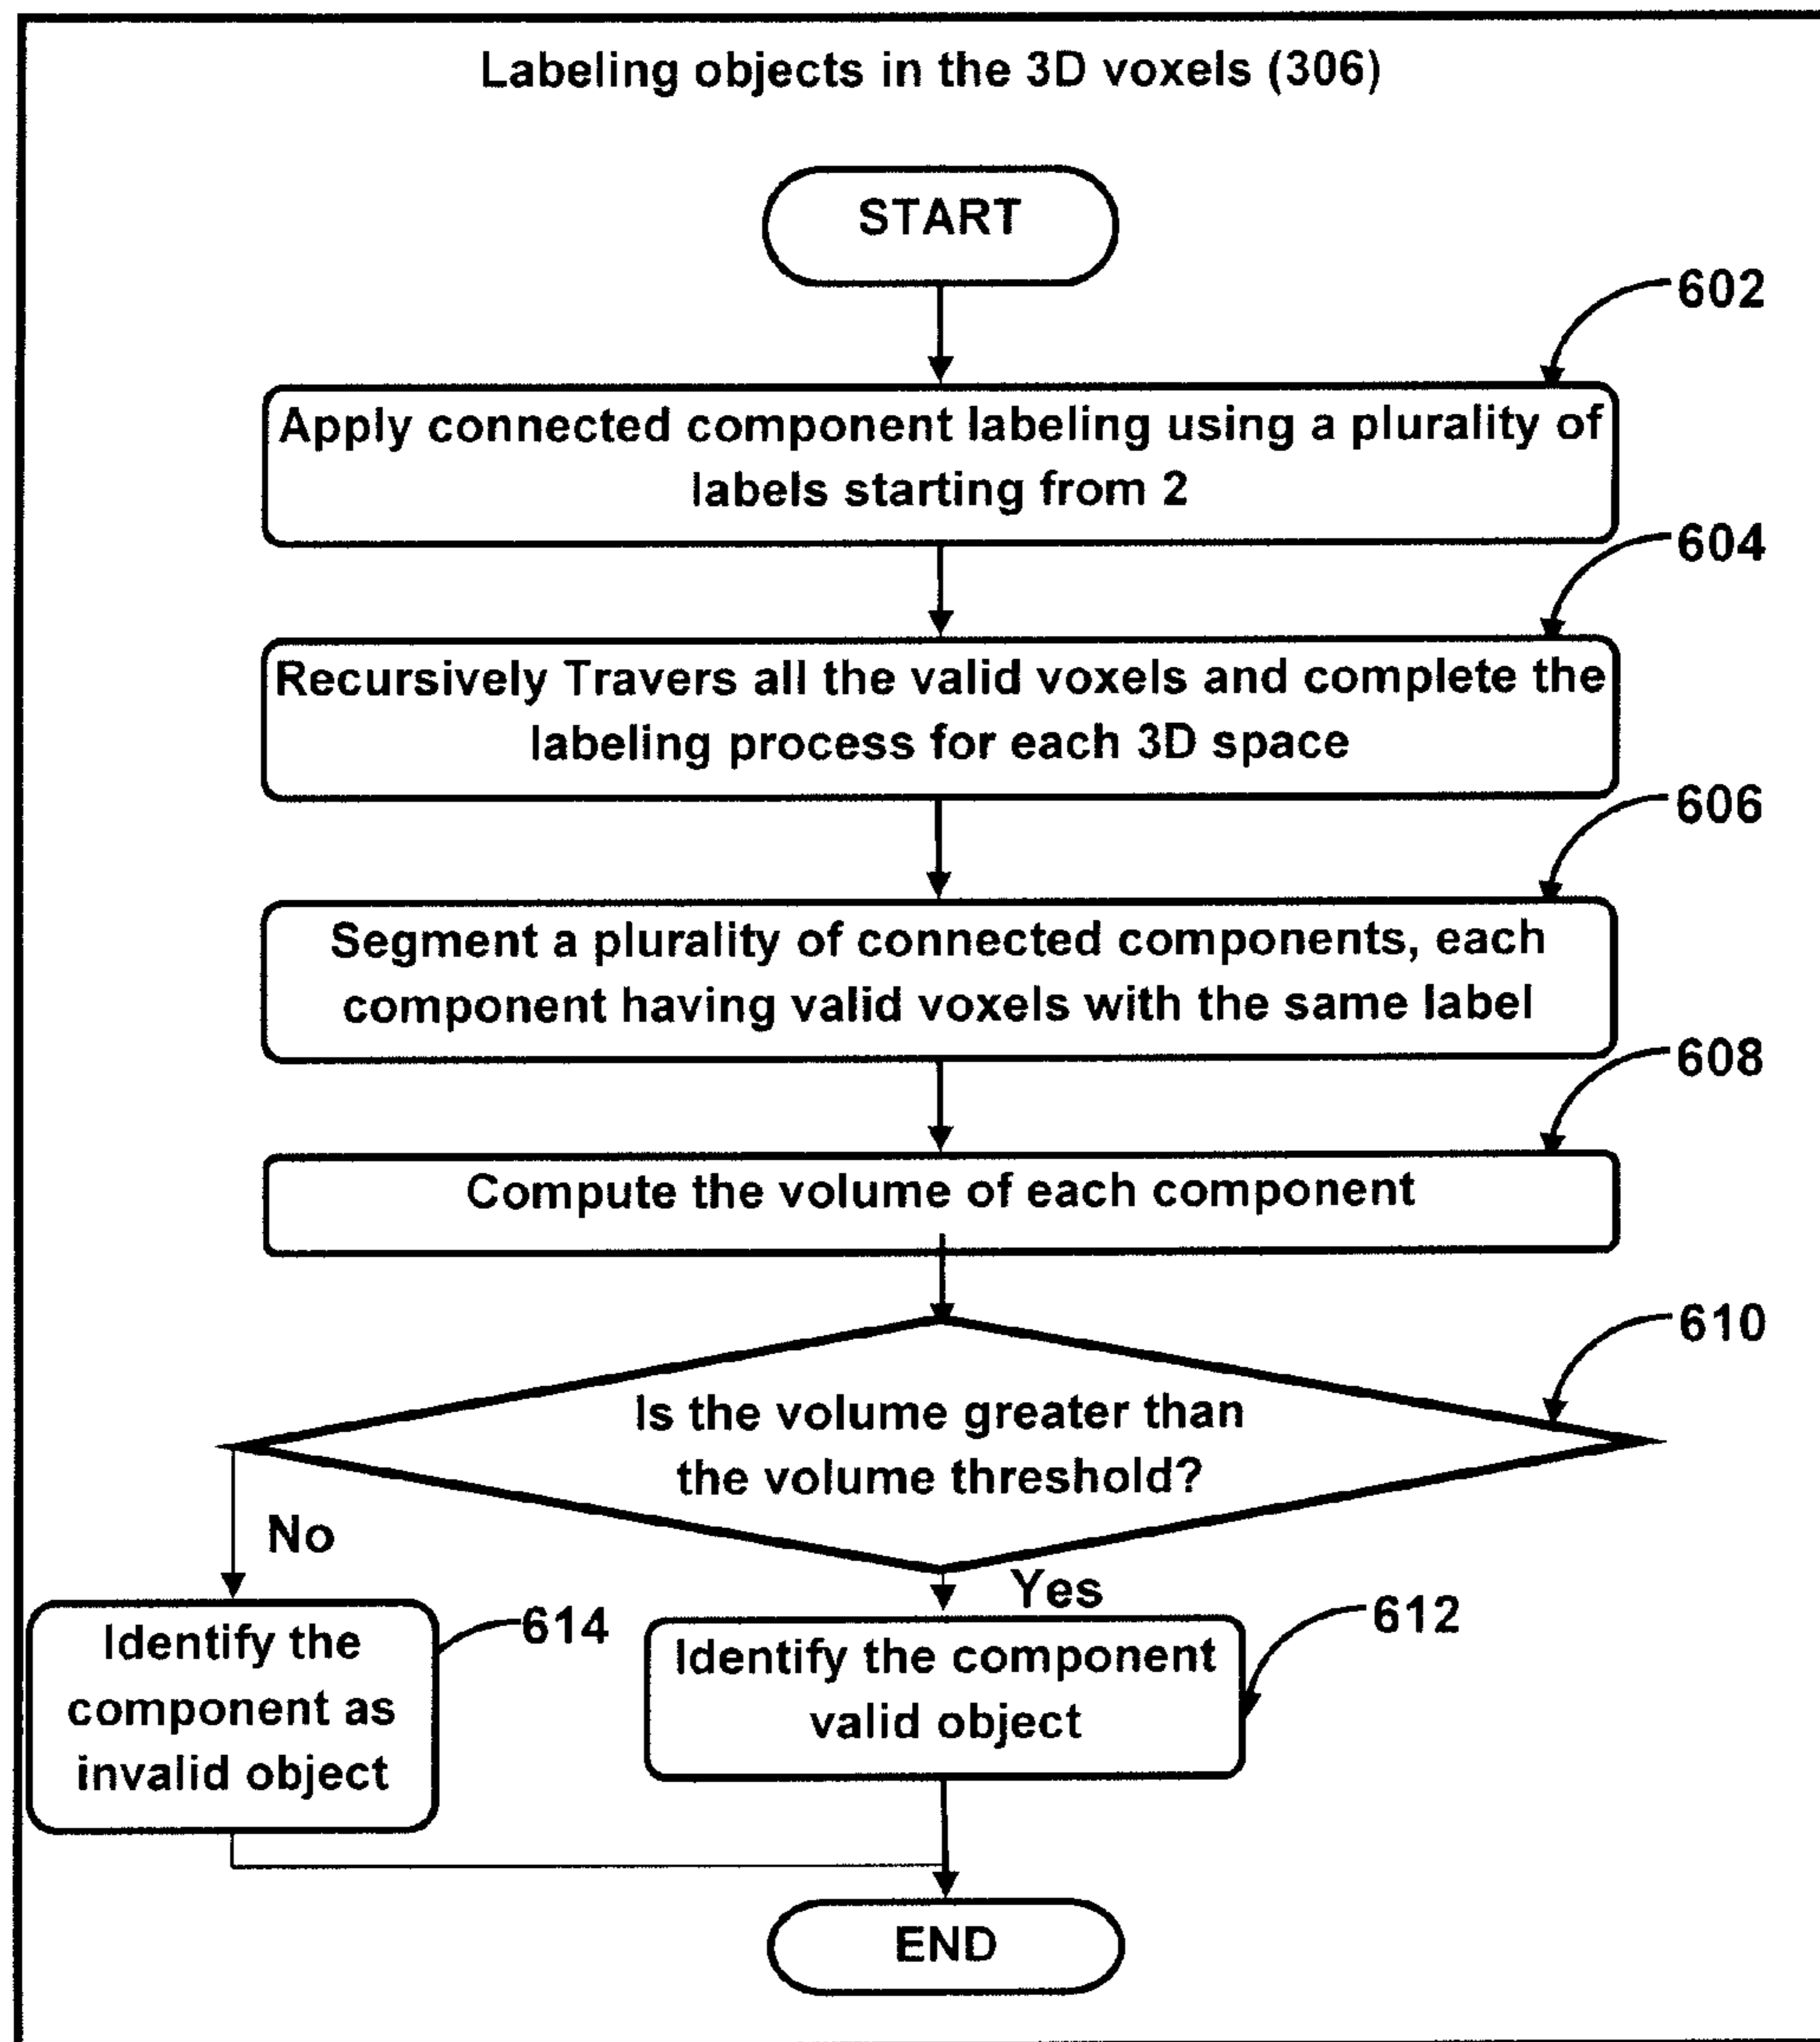 Labeling objects in the 3D voxels (306)
START
602
Apply connected component labeling using a plurality of
labels starting from 2
604
Recursively Travers all the valid voxels and complete the
labeling process for each 3D space
606
Segment a plurality of connected components, each
component having valid voxels with the same label
608
Compute the volume of each component
610
Is the volume greater than
the volume threshold?
No
Yes
614
Identify the
component as
invalid object
612
Identify the component
valid object
END